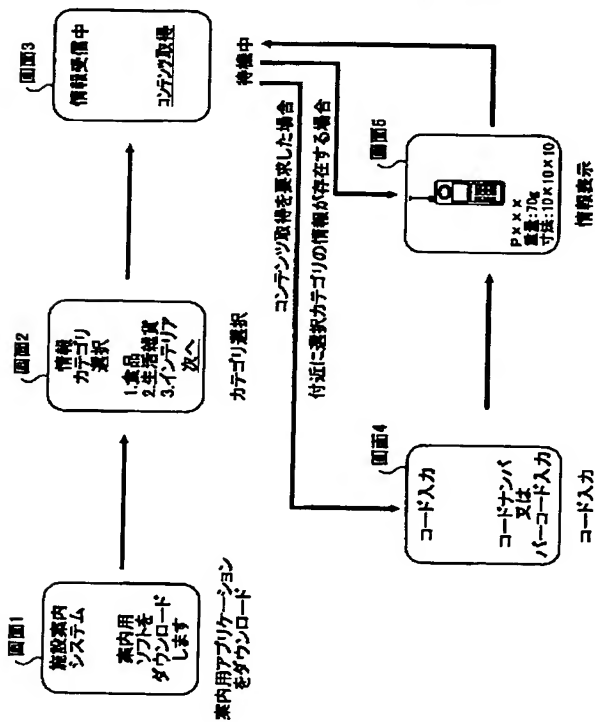 画面1
施設案内
システム
案内用
ソフトを
ダウンロード
します
案内用アプリケーション
をダウンロード
画面2
情報
カテゴリ
選択
1.食品
2.生活雑貨
3.インテリア
次へ
カテゴリ選択
画面3
情報受信中
コンテンツ取得
待機中
コンテンツ取得を要求した場合
付近に選択カテゴリの情報が存在する場合
画面4
コード入力
コードナンバ
又は
バーコード入力
コード入力
画面5
P×××
重量:70g
寸法:10×10×10
情報表示